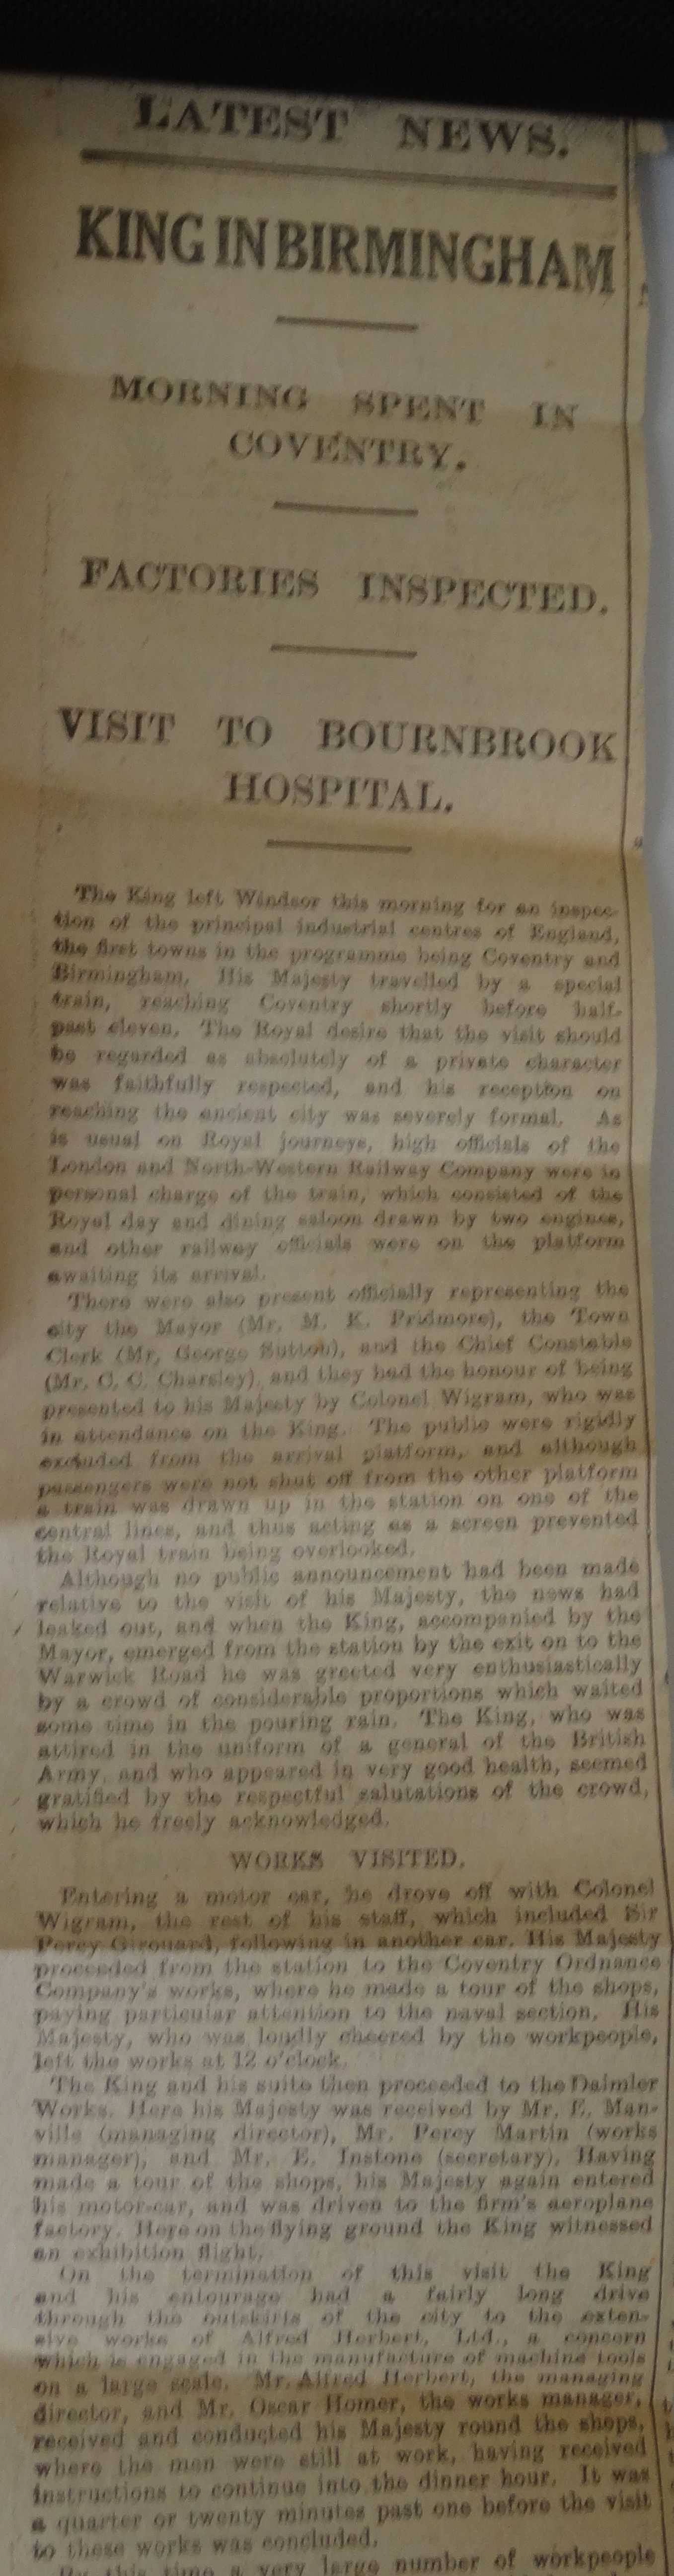 LATEST NEWS.
KING IN BIRMINGHAM
MORNING SPENT IN
COVENTRY.
FACTORIES INSPECTED.
VISIT TO BOURNBROOK
HOSPITAL.
The King left Windsor this morning for an inspec-
tion of the principal industrial centres of England,
the first towns in the programme being Coventry and
Birmingham. His Majesty travelled by a special
train, reaching Coventry shortly before half-
past eleven. The Royal desire that the visit should
be regarded as absolutely of a private character
was faithfully respected, and his reception on
reaching the ancient city was severely formal. As
is usual on Royal journeys, high officials of the
London and North-Western Railway Company were in
personal charge of the train, which consisted of the
Royal day and dining saloon drawn by two engines,
and other railway officials were on the platform
awaiting its arrival.
There were also present officially representing the
city the Mayor (Mr. M. K. Pridmore), the Town
Clerk (Mr. George Sutton), and the Chief Constable
(Mr. C. C. Charsley) and they had the honour of being
presented to his Majesty by Colonel Wigram, who was
in attendance on the King. The public were rigidly
excluded from the arrival platform, and although
passengers were not shut off from the other platform
a train was drawn up in the station on one of the
central lines, and thus acting as a screen prevented
the Royal train being overlooked.
Although no public announcement had been made
relative to the visit of his Majesty, the news had
leaked out, and when the King, accompanied by the
Mayor, emerged from the station by the exit on to the
Warwick Road he was greeted very enthusiastically
by a crowd of considerable proportions which waited
some time in the pouring rain. The King, who was
attired in the uniform of a general of the British
Army, and who appeared in very good health, seemed
gratified by the respectful salutations of the crowd,
which he freely acknowledged.
WORKS VISITED.
Entering a motor car, he drove off with Colonel
Wigram, the rest of his staff, which included Sir
Percy Girouard, following in another car. His Majesty
proceeded from the station to the Coventry Ordnance
Company's works, where he made a tour of the shops,
paying particular attention to the naval section. His
Majesty, who was loudly cheered by the workpeople,
left the works at 12 o'clock.
The King and his suite then proceeded to the Daimler
Works. Here his Majesty was received by Mr. E. Man-
ville (managing director), Mr. Percy Martin (works
manager), and Mr. E. Instone (secretary). Having
made a tour of the shops, his Majesty again entered
his motor-car, and was driven to the firm's aeroplane
factory. Here on the flying ground the King witnessed
an exhibition flight.
On the termination of this visit the King
and his entourage had a fairly long drive
through the outskirts of the city to the exten-
sive works of Alfred Herbert, Ltd., a concern
which is engaged in the manufacture of machine tools
on a large scale. Mr. Alfred Herbert, the managing
director, and Mr. Oscar Homer, the works manager,
received and conducted his Majesty round the shops,
where the men were still at work, having received
instructions to continue into the dinner hour. It was
a quarter or twenty minutes past one before the visit
to these works was concluded.
By this time a very large number of workpeople